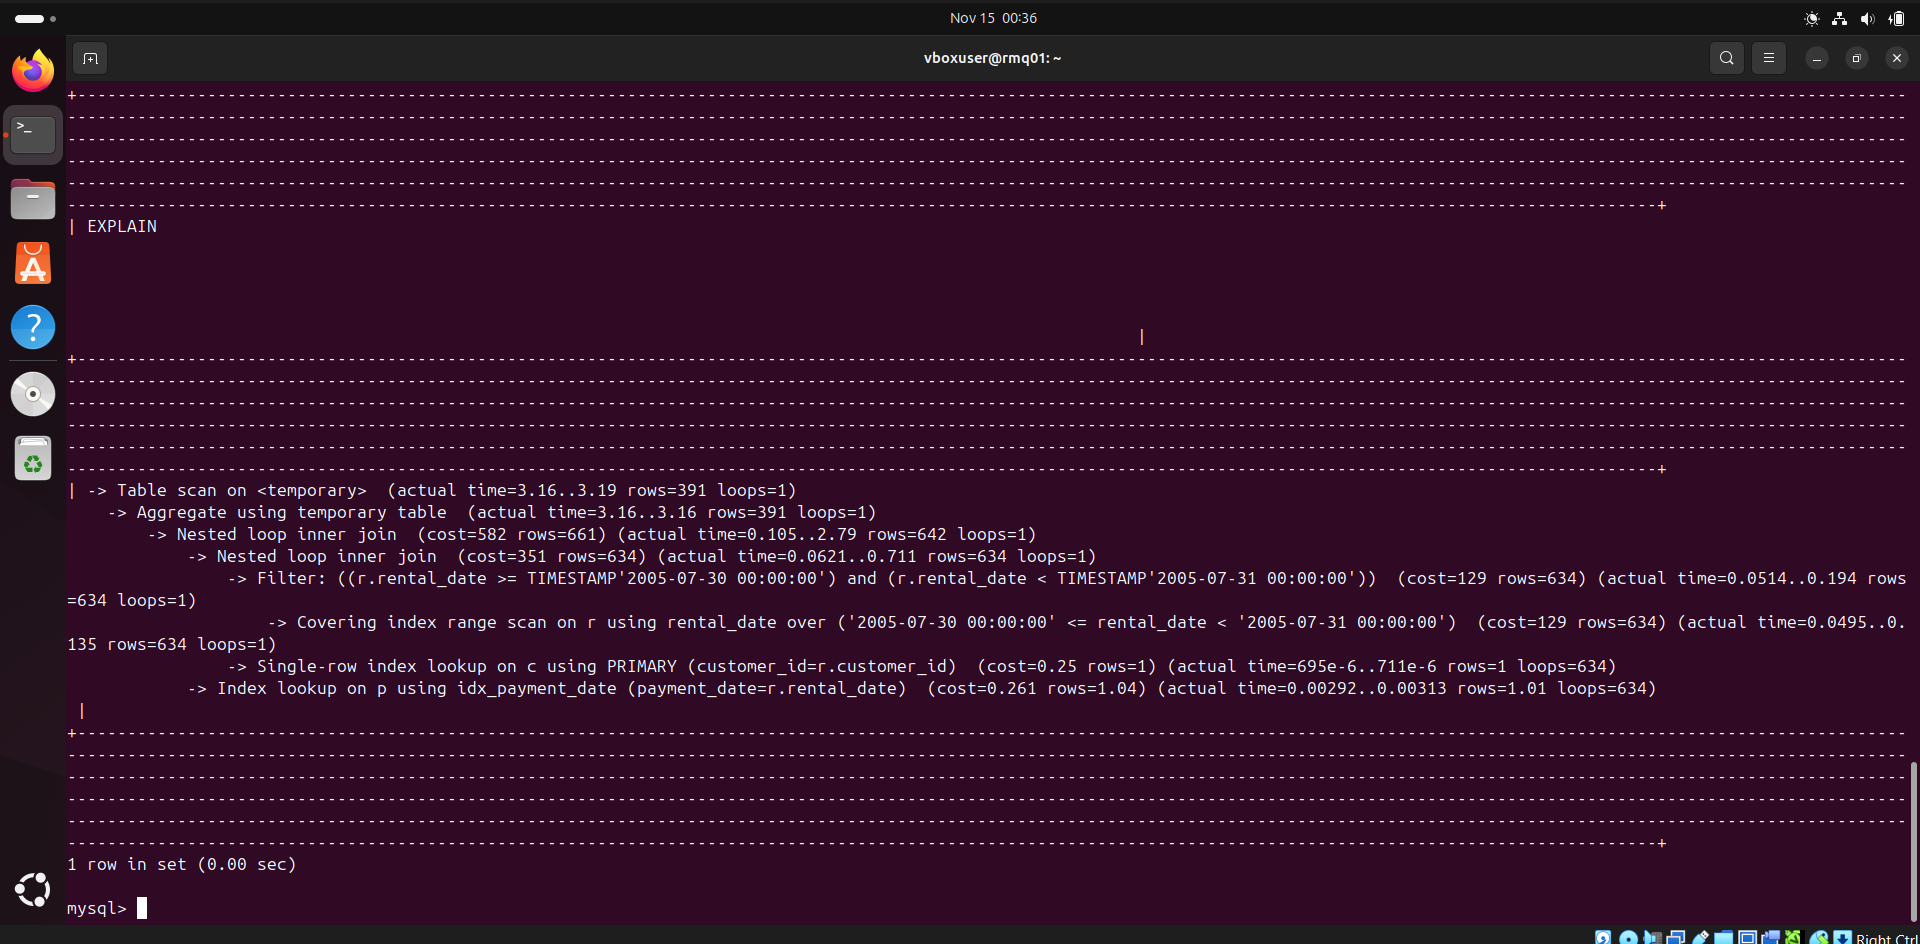 Nov 15 00:36
vboxuser@rmq01: ~
| EXPLAIN
|
| -> Table scan on <temporary>  (actual time=3.16..3.19 rows=391 loops=1)
    -> Aggregate using temporary table  (actual time=3.16..3.16 rows=391 loops=1)
        -> Nested loop inner join  (cost=582 rows=661) (actual time=0.105..2.79 rows=642 loops=1)
            -> Nested loop inner join  (cost=351 rows=634) (actual time=0.0621..0.711 rows=634 loops=1)
                -> Filter: ((r.rental_date >= TIMESTAMP'2005-07-30 00:00:00') and (r.rental_date < TIMESTAMP'2005-07-31 00:00:00'))  (cost=129 rows=634) (actual time=0.0514..0.194 rows
=634 loops=1)
                    -> Covering index range scan on r using rental_date over ('2005-07-30 00:00:00' <= rental_date < '2005-07-31 00:00:00')  (cost=129 rows=634) (actual time=0.0495..0.
135 rows=634 loops=1)
                -> Single-row index lookup on c using PRIMARY (customer_id=r.customer_id)  (cost=0.25 rows=1) (actual time=695e-6..711e-6 rows=1 loops=634)
            -> Index lookup on p using idx_payment_date (payment_date=r.rental_date)  (cost=0.261 rows=1.04) (actual time=0.00292..0.00313 rows=1.01 loops=634)
 |
1 row in set (0.00 sec)
mysql>
Right Ctrl